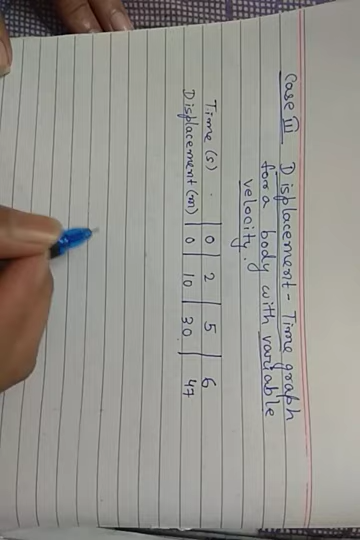 Case III Displacement - Time graph
for a body with variable
velocity.
Time (s) 0 2 5 6
Displacement (m) 0 10 30 47